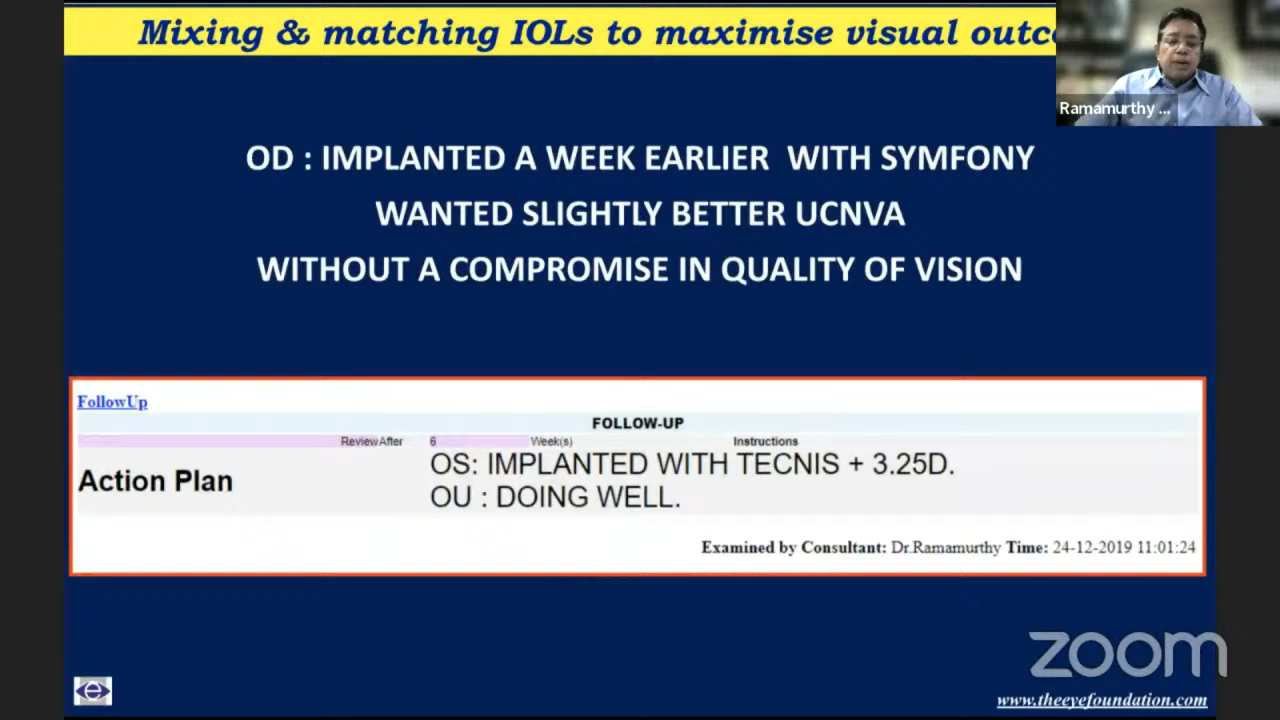 Mixing & matching IOLs to maximise visual outc
Ramamurthy ...
OD : IMPLANTED A WEEK EARLIER WITH SYMFONY
WANTED SLIGHTLY BETTER UCNVA
WITHOUT A COMPROMISE IN QUALITY OF VISION
FollowUp
FOLLOW-UP
Review After 6 Week(s) Instructions
Action Plan
OS: IMPLANTED WITH TECNIS + 3.25D.
OU : DOING WELL.
Examined by Consultant: Dr.Ramamurthy Time: 24-12-2019 11:01:24
zoom
e
www.theeyefoundation.com